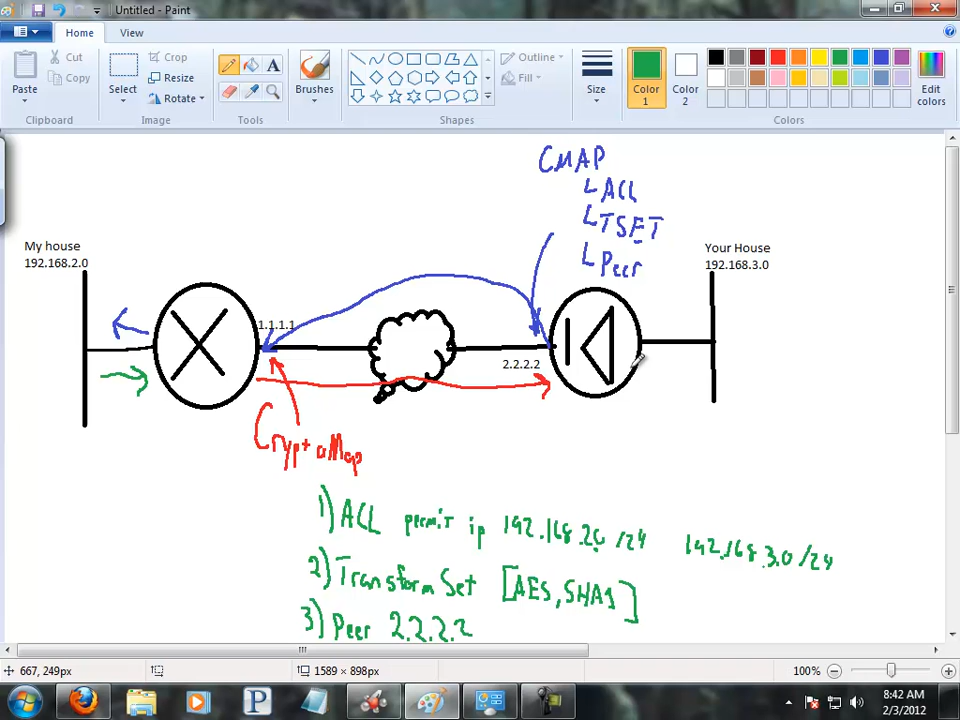 Untitled - Paint
Home
View
Paste
Cut
Copy
Clipboard
Select
Crop
Resize
Rotate
Image
A
Tools
Brushes
Outline
Fill
Shapes
Size
Color 1
Color 2
Edit colors
Colors
CMAP
ACL
TSET
Peer
My house
192.168.2.0
Your House
192.168.3.0
1.1.1.1
2.2.2.2
Crypto Map
1) ACL permit ip 192.168.2.0 /24 192.168.3.0/24
2) Transform Set [AES, SHA1]
3) Peer 2.2.2.2
667, 249px
1589 × 898px
100%
P
8:42 AM
2/3/2012